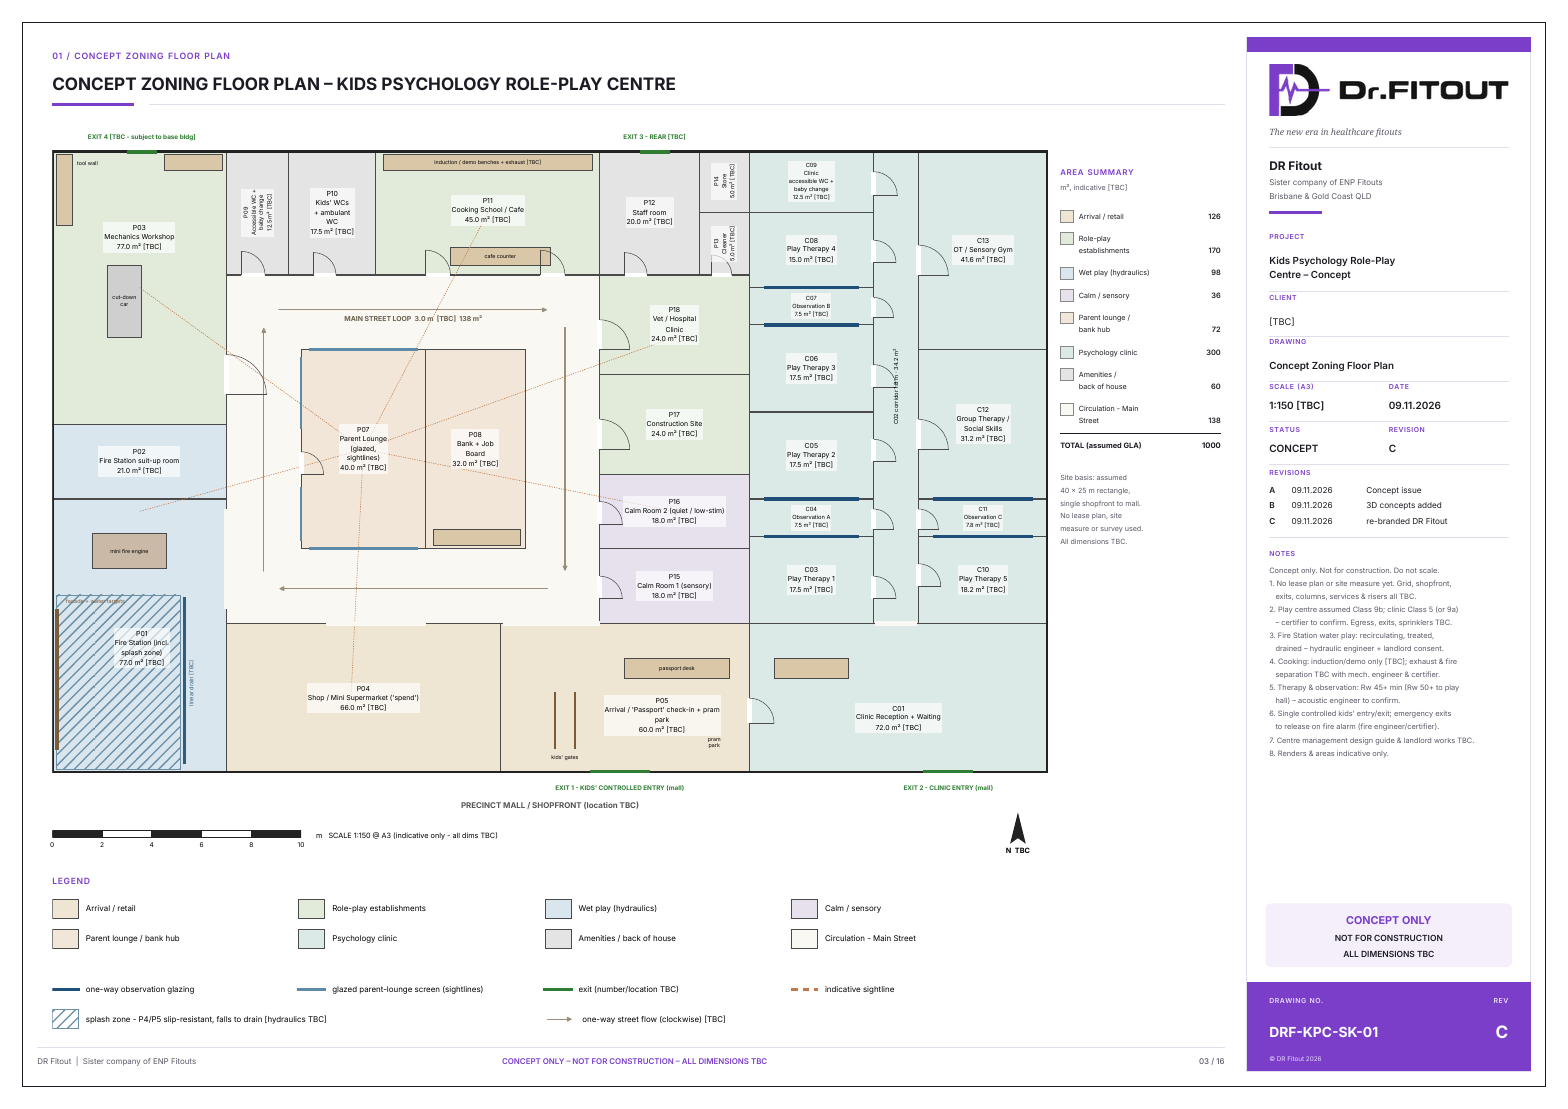 01 / CONCEPT ZONING FLOOR PLAN
CONCEPT ZONING FLOOR PLAN – KIDS PSYCHOLOGY ROLE-PLAY CENTRE
EXIT 4 [TBC - subject to base bldg]
EXIT 3 - REAR [TBC]
tool wall
P03
Mechanics Workshop
77.0 m² [TBC]
cut-down
car
P09
Accessible WC +
baby change
12.5 m² [TBC]
P10
Kids' WCs
+ ambulant
WC
17.5 m² [TBC]
induction / demo benches + exhaust [TBC]
P11
Cooking School / Cafe
45.0 m² [TBC]
cafe counter
P12
Staff room
20.0 m² [TBC]
P14
Store
5.0 m² [TBC]
P13
Cleaner
5.0 m² [TBC]
C09
Clinic
accessible WC +
baby change
12.5 m² [TBC]
C08
Play Therapy 4
15.0 m² [TBC]
C13
OT / Sensory Gym
41.6 m² [TBC]
C07
Observation B
7.5 m² [TBC]
MAIN STREET LOOP 3.0 m [TBC] 138 m²
P18
Vet / Hospital
Clinic
24.0 m² [TBC]
C06
Play Therapy 3
17.5 m² [TBC]
P02
Fire Station suit-up room
21.0 m² [TBC]
P07
Parent Lounge
(glazed,
sightlines)
40.0 m² [TBC]
P08
Bank + Job
Board
32.0 m² [TBC]
P17
Construction Site
24.0 m² [TBC]
C05
Play Therapy 2
17.5 m² [TBC]
C12
Group Therapy /
Social Skills
31.2 m² [TBC]
P16
Calm Room 2 (quiet / low-stim)
18.0 m² [TBC]
C04
Observation A
7.5 m² [TBC]
C11
Observation C
7.8 m² [TBC]
mini fire engine
P15
Calm Room 1 (sensory)
18.0 m² [TBC]
C03
Play Therapy 1
17.5 m² [TBC]
C10
Play Therapy 5
18.2 m² [TBC]
P01
Fire Station (incl.
splash zone)
77.0 m² [TBC]
linear drain [TBC]
P04
Shop / Mini Supermarket ('spend')
66.0 m² [TBC]
passport desk
P05
Arrival / 'Passport' check-in + pram
park
60.0 m² [TBC]
pram
park
kids' gates
C01
Clinic Reception + Waiting
72.0 m² [TBC]
EXIT 1 - KIDS' CONTROLLED ENTRY (mall)
EXIT 2 - CLINIC ENTRY (mall)
PRECINCT MALL / SHOPFRONT (location TBC)
0 2 4 6 8 10
m SCALE 1:150 @ A3 (indicative only - all dims TBC)
N TBC
AREA SUMMARY
m², indicative [TBC]
Arrival / retail 126
Role-play
establishments 170
Wet play (hydraulics) 98
Calm / sensory 36
Parent lounge /
bank hub 72
Psychology clinic 300
Amenities /
back of house 60
Circulation - Main
Street 138
TOTAL (assumed GLA) 1000
Site basis: assumed
40 × 25 m rectangle,
single shopfront to mall.
No lease plan, site
measure or survey used.
All dimensions TBC.
LEGEND
Arrival / retail
Role-play establishments
Wet play (hydraulics)
Calm / sensory
Parent lounge / bank hub
Psychology clinic
Amenities / back of house
Circulation - Main Street
one-way observation glazing
glazed parent-lounge screen (sightlines)
exit (number/location TBC)
indicative sightline
splash zone - P4/P5 slip-resistant, falls to drain [hydraulics TBC]
one-way street flow (clockwise) [TBC]
DR Fitout | Sister company of ENP Fitouts
CONCEPT ONLY – NOT FOR CONSTRUCTION – ALL DIMENSIONS TBC
03 / 16
Dr.FITOUT
The new era in healthcare fitouts
DR Fitout
Sister company of ENP Fitouts
Brisbane & Gold Coast QLD
PROJECT
Kids Psychology Role-Play
Centre – Concept
CLIENT
[TBC]
DRAWING
Concept Zoning Floor Plan
SCALE (A3) DATE
1:150 [TBC] 09.11.2026
STATUS REVISION
CONCEPT C
REVISIONS
A 09.11.2026 Concept issue
B 09.11.2026 3D concepts added
C 09.11.2026 re-branded DR Fitout
NOTES
Concept only. Not for construction. Do not scale.
1. No lease plan or site measure yet. Grid, shopfront,
exits, columns, services & risers all TBC.
2. Play centre assumed Class 9b; clinic Class 5 (or 9a)
– certifier to confirm. Egress, exits, sprinklers TBC.
3. Fire Station water play: recirculating, treated,
drained – hydraulic engineer + landlord consent.
4. Cooking: induction/demo only [TBC]; exhaust & fire
separation TBC with mech. engineer & certifier.
5. Therapy & observation: Rw 45+ min (Rw 50+ to play
hall) – acoustic engineer to confirm.
6. Single controlled kids' entry/exit; emergency exits
to release on fire alarm (fire engineer/certifier).
7. Centre management design guide & landlord works TBC.
8. Renders & areas indicative only.
CONCEPT ONLY
NOT FOR CONSTRUCTION
ALL DIMENSIONS TBC
DRAWING NO. REV
DRF-KPC-SK-01 C
© DR Fitout 2026